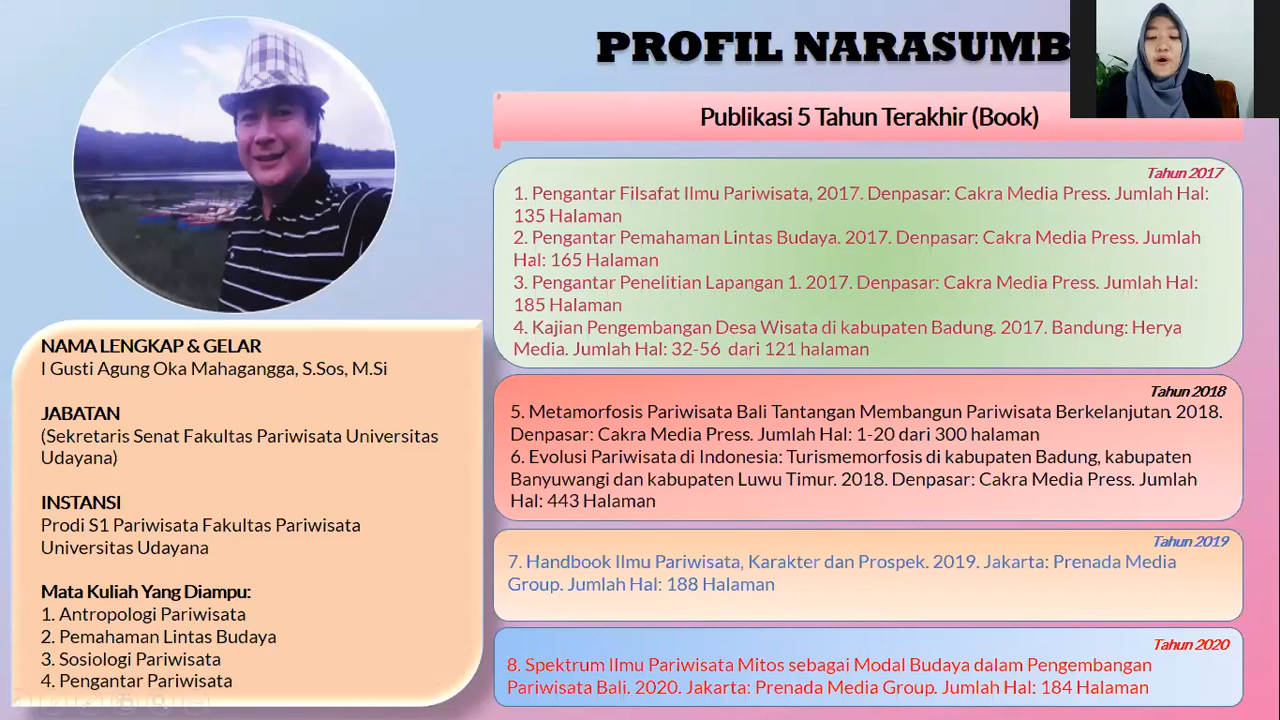 PROFIL NARASUMB
Publikasi 5 Tahun Terakhir (Book)
Tahun 2017
1. Pengantar Filsafat Ilmu Pariwisata, 2017. Denpasar: Cakra Media Press. Jumlah Hal:
135 Halaman
2. Pengantar Pemahaman Lintas Budaya. 2017. Denpasar: Cakra Media Press. Jumlah
Hal: 165 Halaman
3. Pengantar Penelitian Lapangan 1. 2017. Denpasar: Cakra Media Press. Jumlah Hal:
185 Halaman
4. Kajian Pengembangan Desa Wisata di kabupaten Badung. 2017. Bandung: Herya
Media. Jumlah Hal: 32-56 dari 121 halaman
Tahun 2018
5. Metamorfosis Pariwisata Bali Tantangan Membangun Pariwisata Berkelanjutan. 2018.
Denpasar: Cakra Media Press. Jumlah Hal: 1-20 dari 300 halaman
6. Evolusi Pariwisata di Indonesia: Turismemorfosis di kabupaten Badung, kabupaten
Banyuwangi dan kabupaten Luwu Timur. 2018. Denpasar: Cakra Media Press. Jumlah
Hal: 443 Halaman
Tahun 2019
7. Handbook Ilmu Pariwisata, Karakter dan Prospek. 2019. Jakarta: Prenada Media
Group. Jumlah Hal: 188 Halaman
Tahun 2020
8. Spektrum Ilmu Pariwisata Mitos sebagai Modal Budaya dalam Pengembangan
Pariwisata Bali. 2020. Jakarta: Prenada Media Group. Jumlah Hal: 184 Halaman
NAMA LENGKAP & GELAR
I Gusti Agung Oka Mahagangga, S.Sos, M.Si
JABATAN
(Sekretaris Senat Fakultas Pariwisata Universitas
Udayana)
INSTANSI
Prodi S1 Pariwisata Fakultas Pariwisata
Universitas Udayana
Mata Kuliah Yang Diampu:
1. Antropologi Pariwisata
2. Pemahaman Lintas Budaya
3. Sosiologi Pariwisata
4. Pengantar Pariwisata